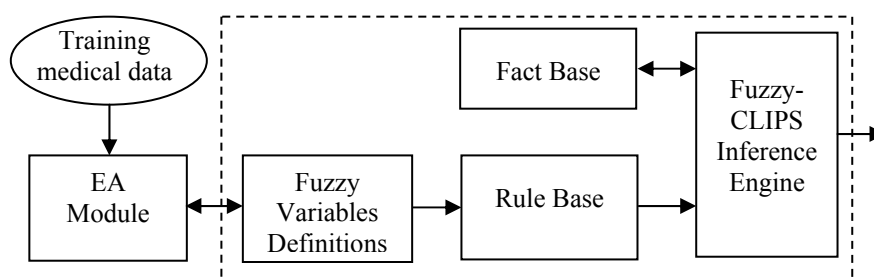 Training
medical data
Fact Base
Fuzzy-
CLIPS
Inference
Engine
EA
Module
Fuzzy
Variables
Definitions
Rule Base